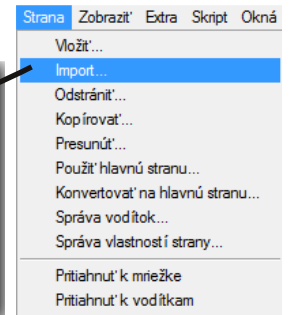 Strana Zobraziť Extra Skript Okná
Vložiť...
Import...
Odstrániť...
Kopírovať...
Presunúť...
Použiť hlavnú stranu...
Konvertovať na hlavnú stranu...
Správa vodítok...
Správa vlastností strany...
Pritiahnuť k mriežke
Pritiahnuť k vodítkam